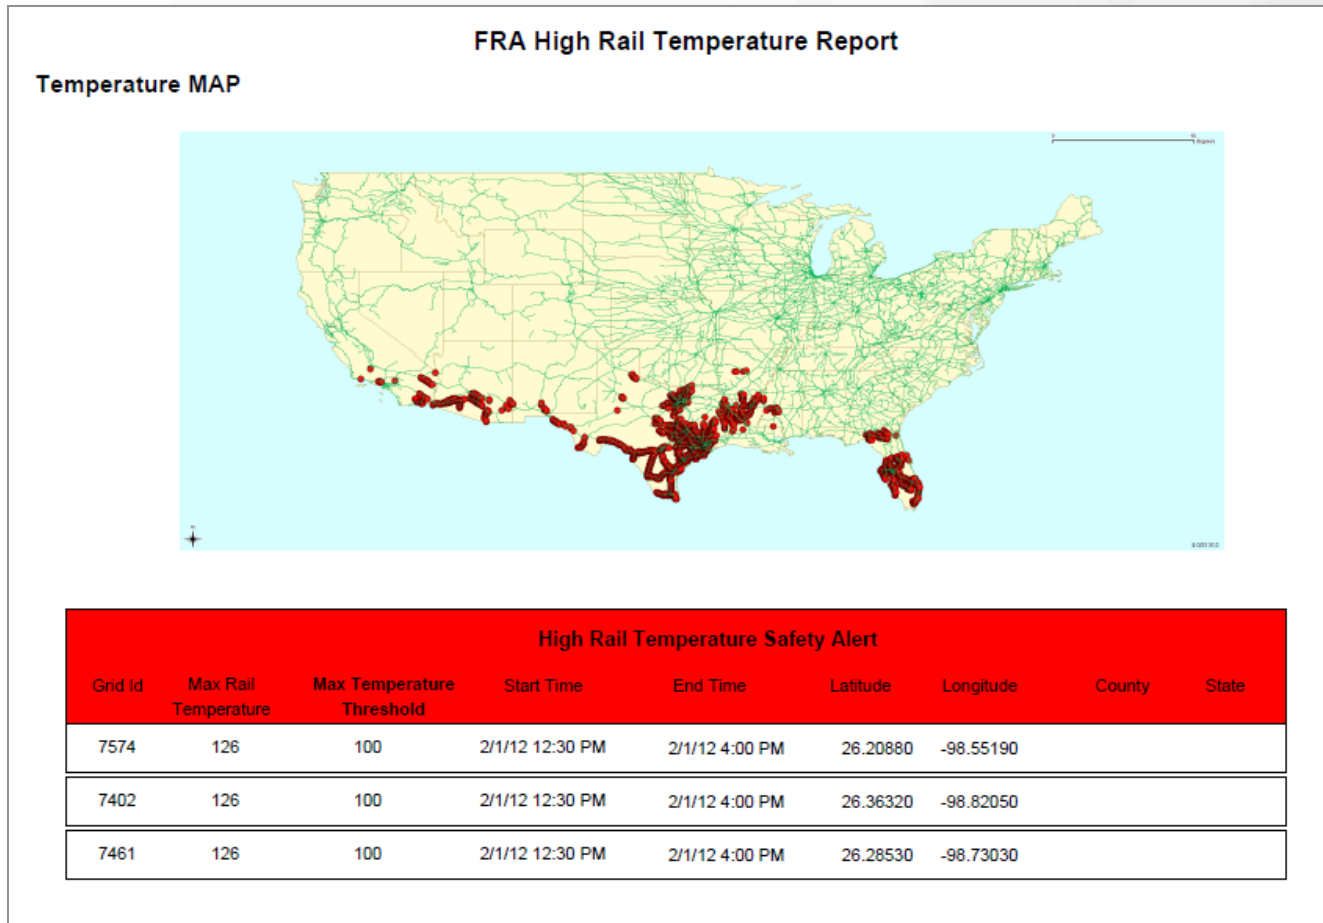 FRA High Rail Temperature Report
Temperature MAP
High Rail Temperature Safety Alert
Grid Id Max Rail Temperature Max Temperature Threshold Start Time End Time Latitude Longitude County State
7574 126 100 2/1/12 12:30 PM 2/1/12 4:00 PM 26.20880 -98.55190
7402 126 100 2/1/12 12:30 PM 2/1/12 4:00 PM 26.36320 -98.82050
7461 126 100 2/1/12 12:30 PM 2/1/12 4:00 PM 26.28530 -98.73030